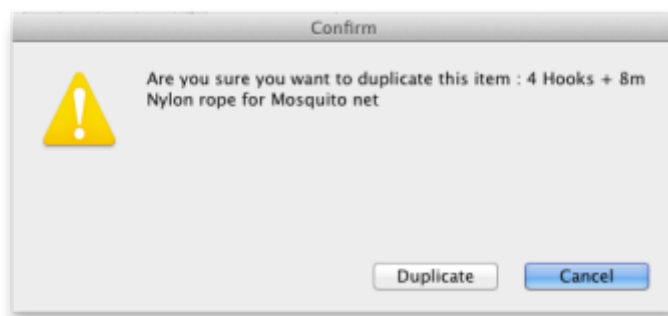 Confirm
Are you sure you want to duplicate this item : 4 Hooks + 8m
Nylon rope for Mosquito net
Duplicate
Cancel